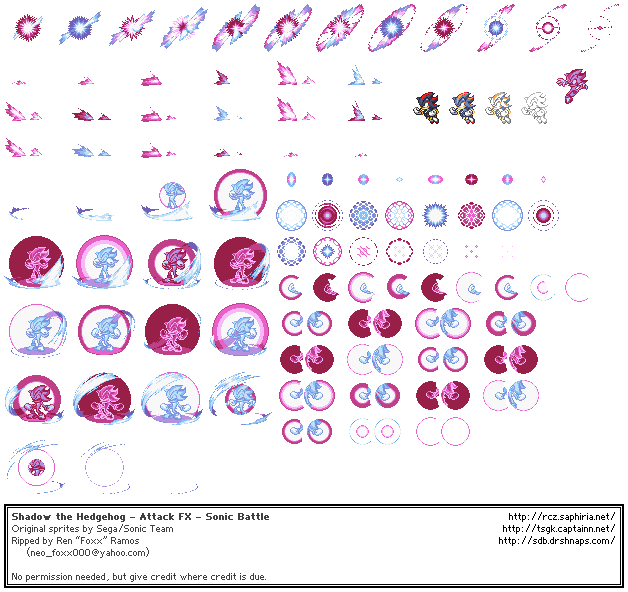 Shadow the Hedgehog - Attack FX - Sonic Battle
Original sprites by Sega/Sonic Team
Ripped by Ren "Foxx" Ramos
(neo_foxx000@yahoo.com)
No permission needed, but give credit where credit is due.
http://rcz.saphiria.net/
http://tsgk.captainn.net/
http://sdb.drshnaps.com/